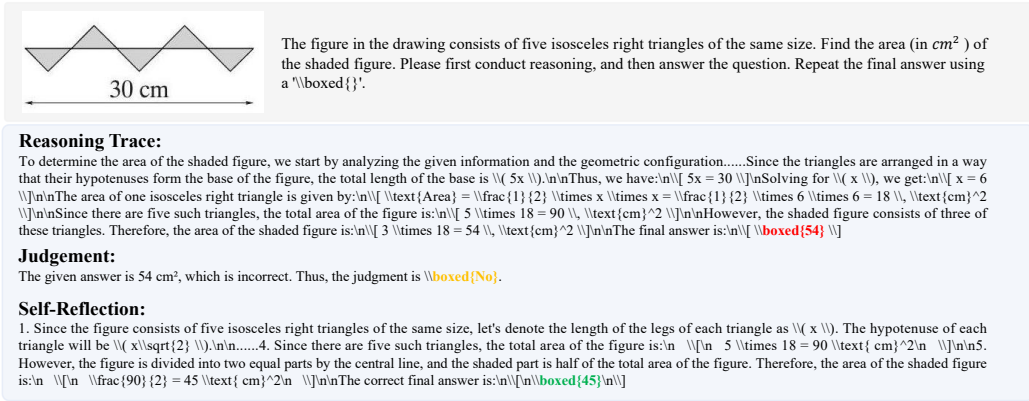 30 cm
The figure in the drawing consists of five isosceles right triangles of the same size. Find the area (in cm² ) of
the shaded figure. Please first conduct reasoning, and then answer the question. Repeat the final answer using
a '\\boxed{}'.
Reasoning Trace:
To determine the area of the shaded figure, we start by analyzing the given information and the geometric configuration......Since the triangles are arranged in a way
that their hypotenuses form the base of the figure, the total length of the base is \\( 5x \\).\n\nThus, we have:\n\\[ 5x = 30 \\]\nSolving for \\( x \\), we get:\n\\[ x = 6
\\]\n\nThe area of one isosceles right triangle is given by:\n\\[ \\text{Area} = \\frac{1}{2} \\times x \\times x = \\frac{1}{2} \\times 6 \\times 6 = 18 \\, \\text{cm}^2
\\]\n\nSince there are five such triangles, the total area of the figure is:\n\\[ 5 \\times 18 = 90 \\, \\text{cm}^2 \\]\n\nHowever, the shaded figure consists of three of
these triangles. Therefore, the area of the shaded figure is:\n\\[ 3 \\times 18 = 54 \\, \\text{cm}^2 \\]\n\nThe final answer is:\n\\[ \\boxed{54} \\]
Judgement:
The given answer is 54 cm², which is incorrect. Thus, the judgment is \\boxed{No}.
Self-Reflection:
1. Since the figure consists of five isosceles right triangles of the same size, let's denote the length of the legs of each triangle as \\( x \\). The hypotenuse of each
triangle will be \\( x\\sqrt{2} \\).\n\n......4. Since there are five such triangles, the total area of the figure is:\n \\[\n 5 \\times 18 = 90 \\text{ cm}^2\n \\]\n\n5.
However, the figure is divided into two equal parts by the central line, and the shaded part is half of the total area of the figure. Therefore, the area of the shaded figure
is:\n \\[\n \\frac{90}{2} = 45 \\text{ cm}^2\n \\]\n\nThe correct final answer is:\n\\[\n\\boxed{45}\n\\]